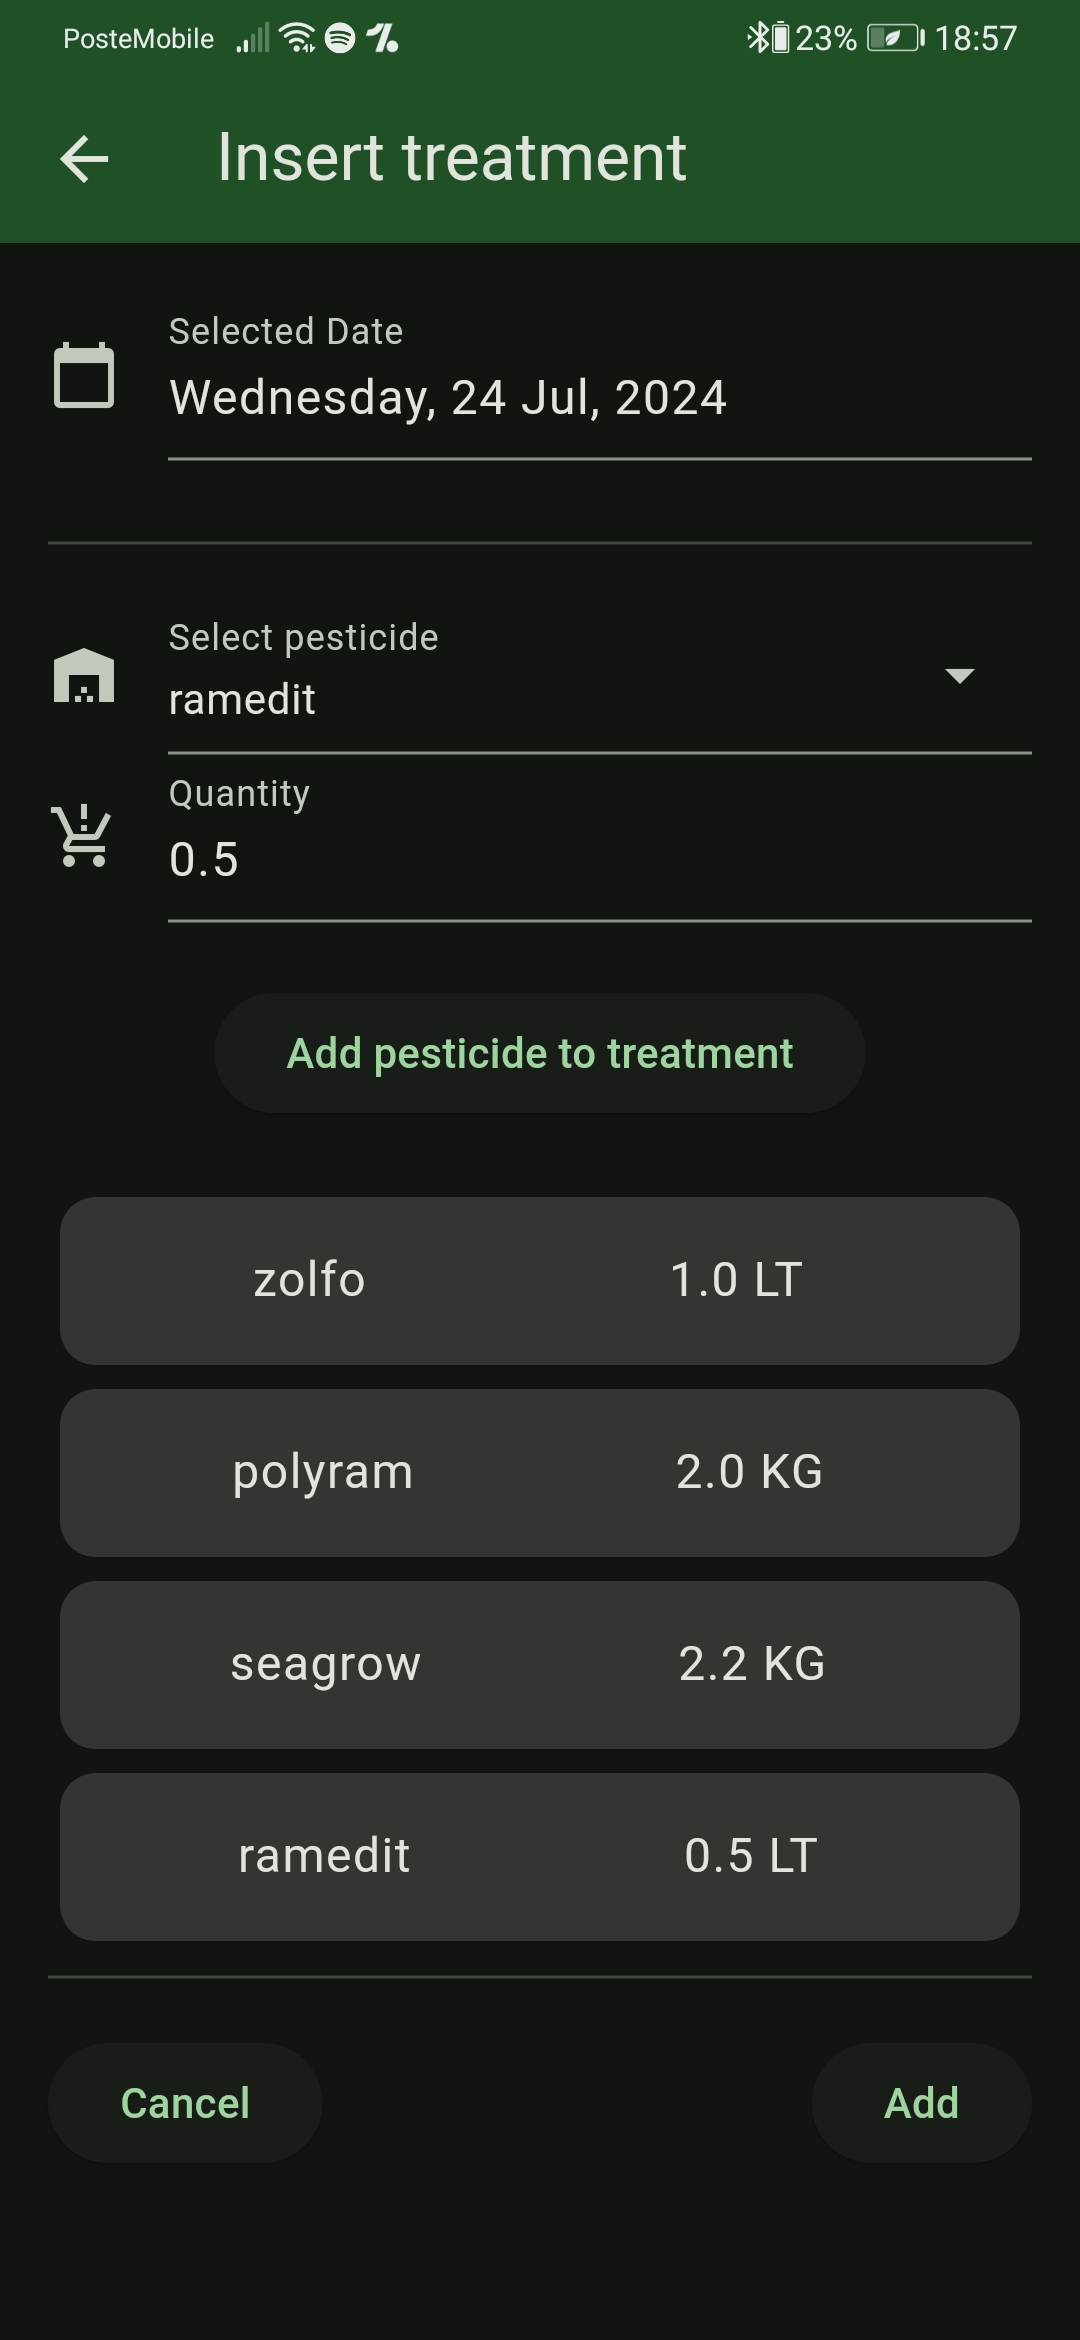 PosteMobile 23% 18:57
Insert treatment
Selected Date
Wednesday, 24 Jul, 2024
Select pesticide
ramedit
Quantity
0.5
Add pesticide to treatment
zolfo 1.0 LT
polyram 2.0 KG
seagrow 2.2 KG
ramedit 0.5 LT
Cancel Add